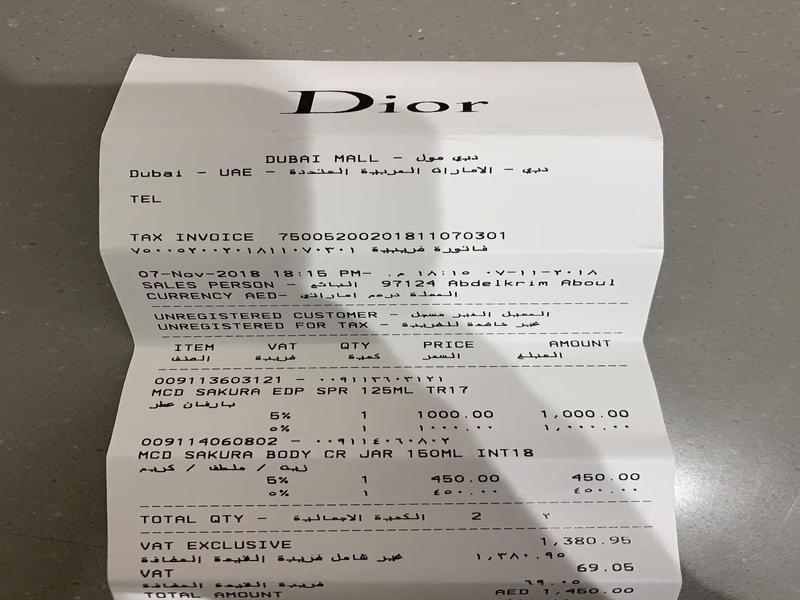 Dior
DUBAI MALL - دبي مول
Dubai - UAE - دبي - الامارات العربية المتحدة
TEL
TAX INVOICE 75005200201811070301
فاتورة ضريبية ٧٥٠٠٥٢٠٠٢٠١٨١١٠٧٠٣٠١
07-Nov-2018 18:15 PM- م. ١٨:١٥ ٠٧-١١-٢٠١٨
SALES PERSON - البائع 97124 Abdelkrim Aboul
CURRENCY AED- العملة درهم اماراتي
UNREGISTERED CUSTOMER - العميل الغير مسجل
UNREGISTERED FOR TAX - غير خاضعة للضريبة
ITEM VAT QTY PRICE AMOUNT
الصنف ضريبة كمية السعر المبلغ
009113603121 - ٠٠٩١١٣٦٠٣١٢١
MCD SAKURA EDP SPR 125ML TR17
بارفان عطر
5% 1 1000.00 1,000.00
٥% ١ ١٠٠٠.٠٠ ١,٠٠٠.٠٠
009114060802 - ٠٠٩١١٤٠٦٠٨٠٢
MCD SAKURA BODY CR JAR 150ML INT18
زيت / ملطف / كريم
5% 1 450.00 450.00
٥% ١ ٤٥٠.٠٠ ٤٥٠.٠٠
TOTAL QTY - الكمية الاجمالية 2 ٢
VAT EXCLUSIVE 1,380.95
غير شامل ضريبة القيمة المضافة ١,٣٨٠.٩٥
VAT 69.05
ضريبة القيمة المضافة ٦٩.٠٥
TOTAL AMOUNT AED 1,450.00